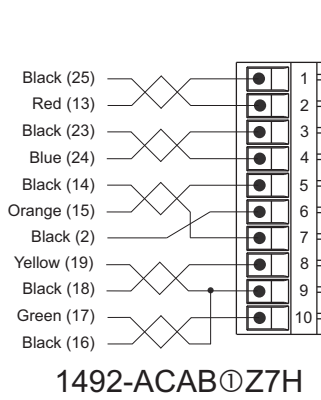 Black (25)
1
Red (13)
2
Black (23)
3
Blue (24)
4
Black (14)
5
Orange (15)
6
Black (2)
7
Yellow (19)
8
Black (18)
9
Green (17)
10
Black (16)
1492-ACAB①Z7H